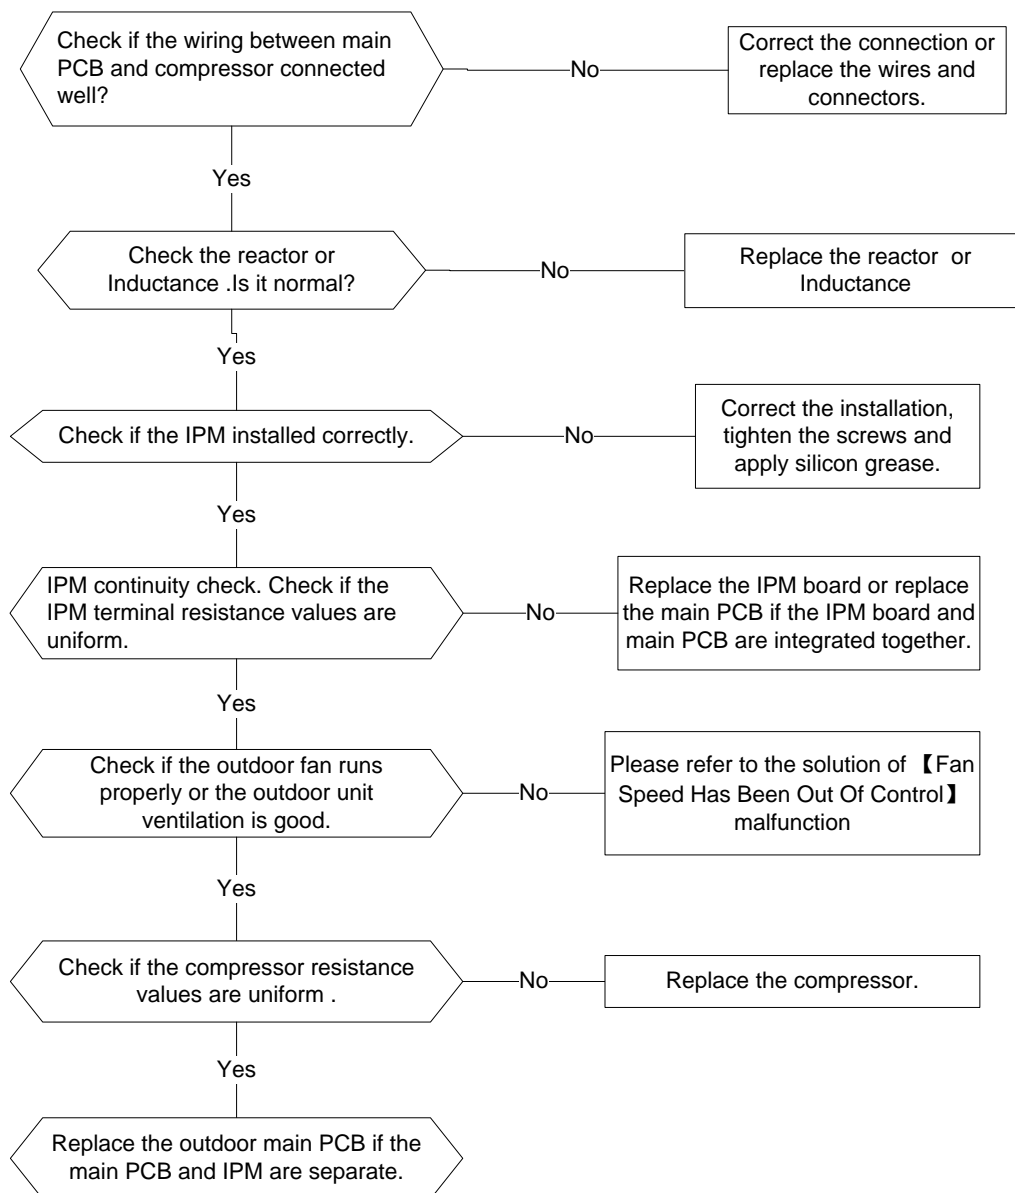 Check if the wiring between main
PCB and compressor connected
well?
No
Correct the connection or
replace the wires and
connectors.
Yes
Check the reactor or
Inductance .Is it normal?
No
Replace the reactor  or
Inductance
Yes
Check if the IPM installed correctly.
No
Correct the installation,
tighten the screws and
apply silicon grease.
Yes
IPM continuity check. Check if the
IPM terminal resistance values are
uniform.
No
Replace the IPM board or replace
the main PCB if the IPM board and
main PCB are integrated together.
Yes
Check if the outdoor fan runs
properly or the outdoor unit
ventilation is good.
No
Please refer to the solution of 【Fan
Speed Has Been Out Of Control】
malfunction
Yes
Check if the compressor resistance
values are uniform .
No
Replace the compressor.
Yes
Replace the outdoor main PCB if the
main PCB and IPM are separate.